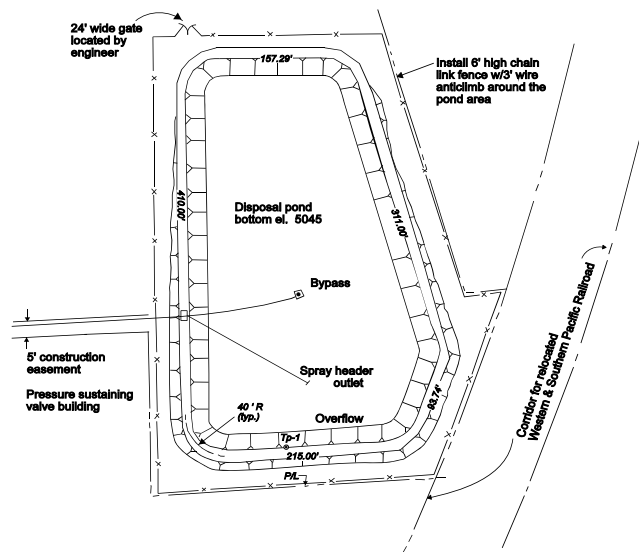 24' wide gate
located by
engineer
157.29'
Install 6' high chain
link fence w/3' wire
anticlimb around the
pond area
410.00'
Disposal pond
bottom el. 5045
311.00'
Bypass
5' construction
easement
Pressure sustaining
valve building
Spray header
outlet
40 ' R
(typ.)
Overflow
93.74'
Tp-1
215.00'
P/L
Corridor for relocated
Western & Southern Pacific Railroad